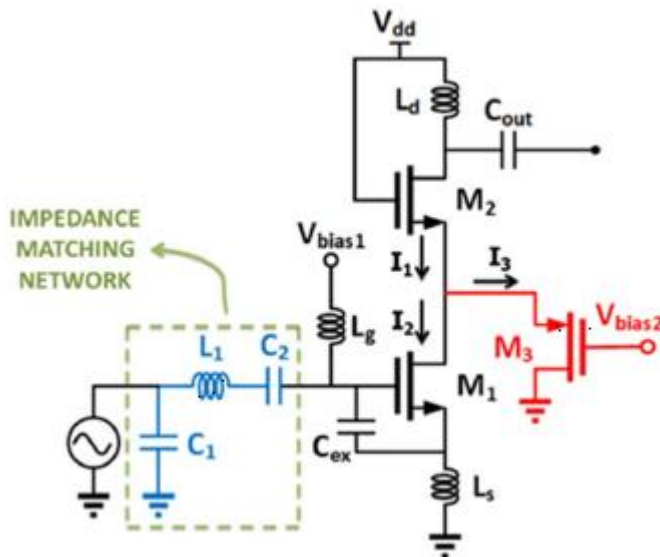 Vdd
Ld
Cout
M2
IMPEDANCE
MATCHING
NETWORK
Vbias1
I1
I3
I2
Vbias2
Lg
M3
L1
C2
M1
C1
Cex
Ls